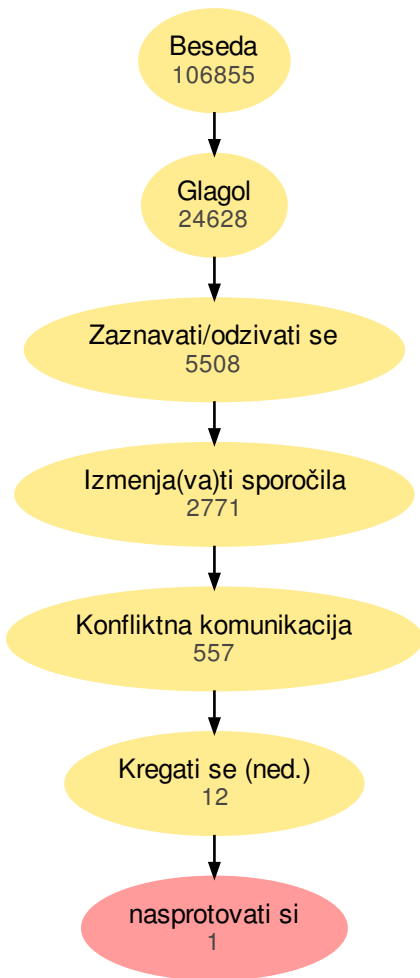 Beseda
106855
Glagol
24628
Zaznavati/odzivati se
5508
Izmenja(va)ti sporočila
2771
Konfliktna komunikacija
557
Kregati se (ned.)
12
nasprotovati si
1